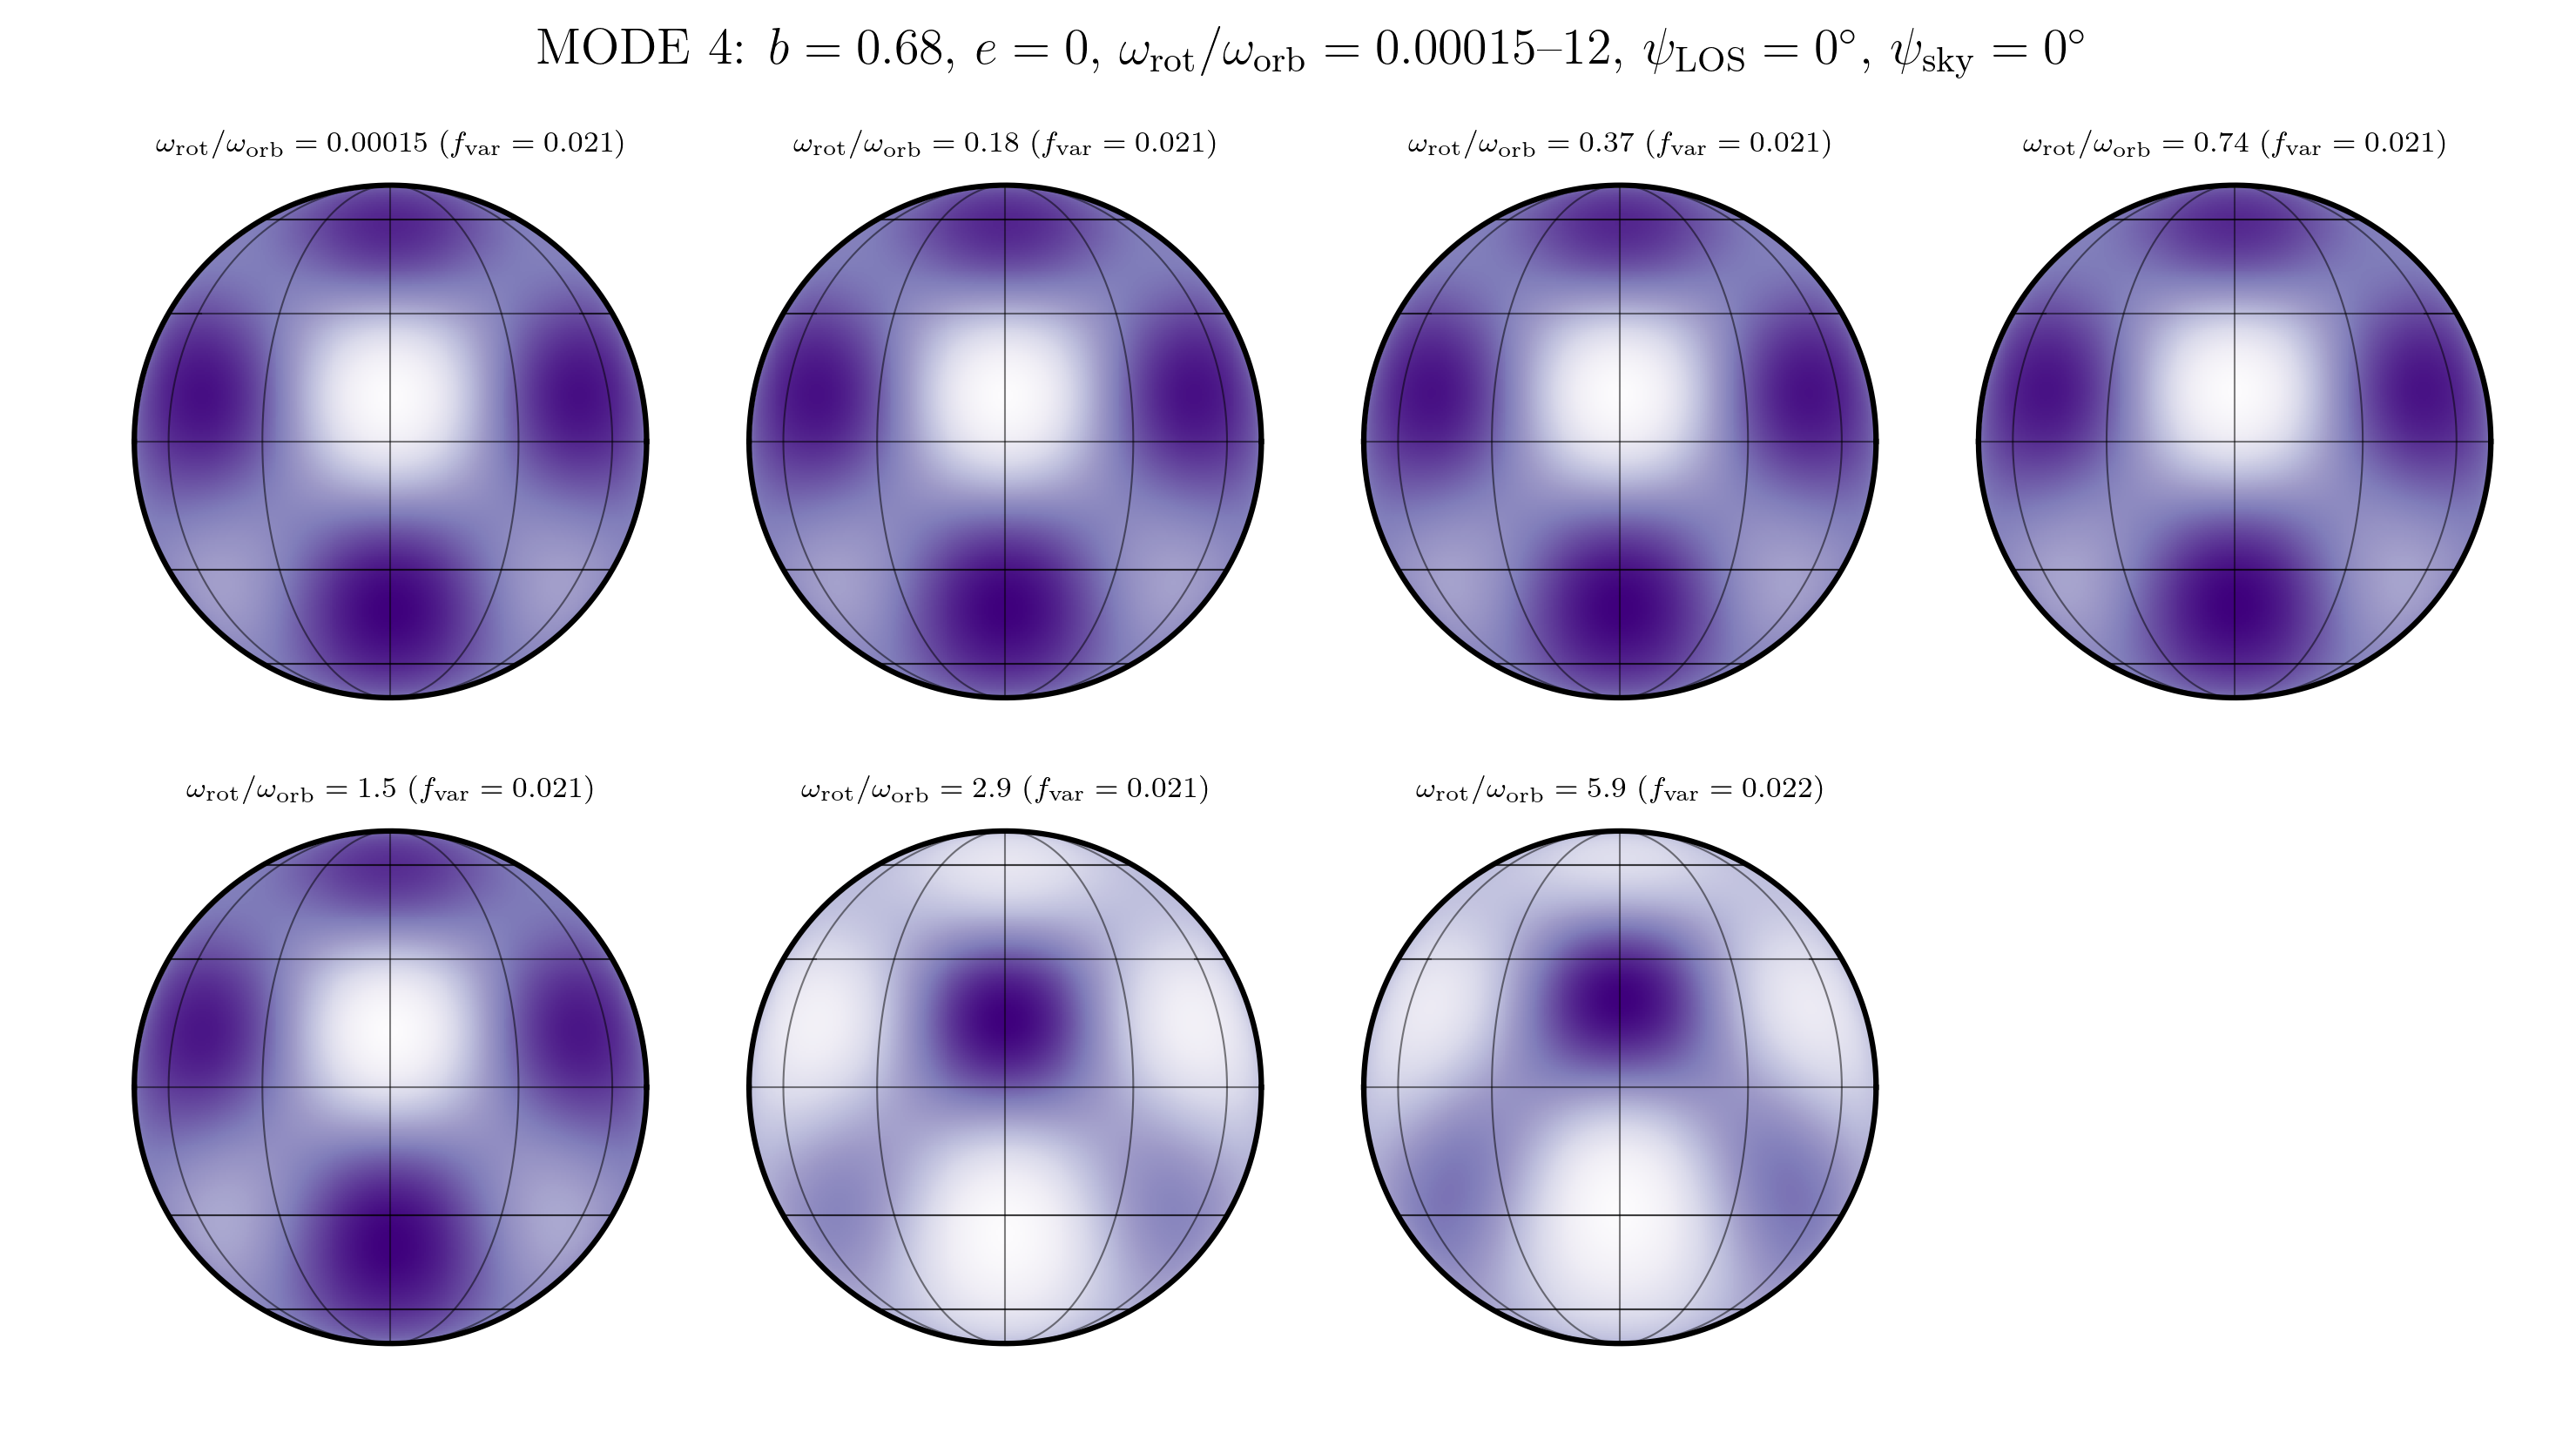 MODE 4: b = 0.68, e = 0, ω_rot/ω_orb = 0.00015–12, ψ_LOS = 0°, ψ_sky = 0°
ω_rot/ω_orb = 0.00015 (f_var = 0.021)
ω_rot/ω_orb = 0.18 (f_var = 0.021)
ω_rot/ω_orb = 0.37 (f_var = 0.021)
ω_rot/ω_orb = 0.74 (f_var = 0.021)
ω_rot/ω_orb = 1.5 (f_var = 0.021)
ω_rot/ω_orb = 2.9 (f_var = 0.021)
ω_rot/ω_orb = 5.9 (f_var = 0.022)